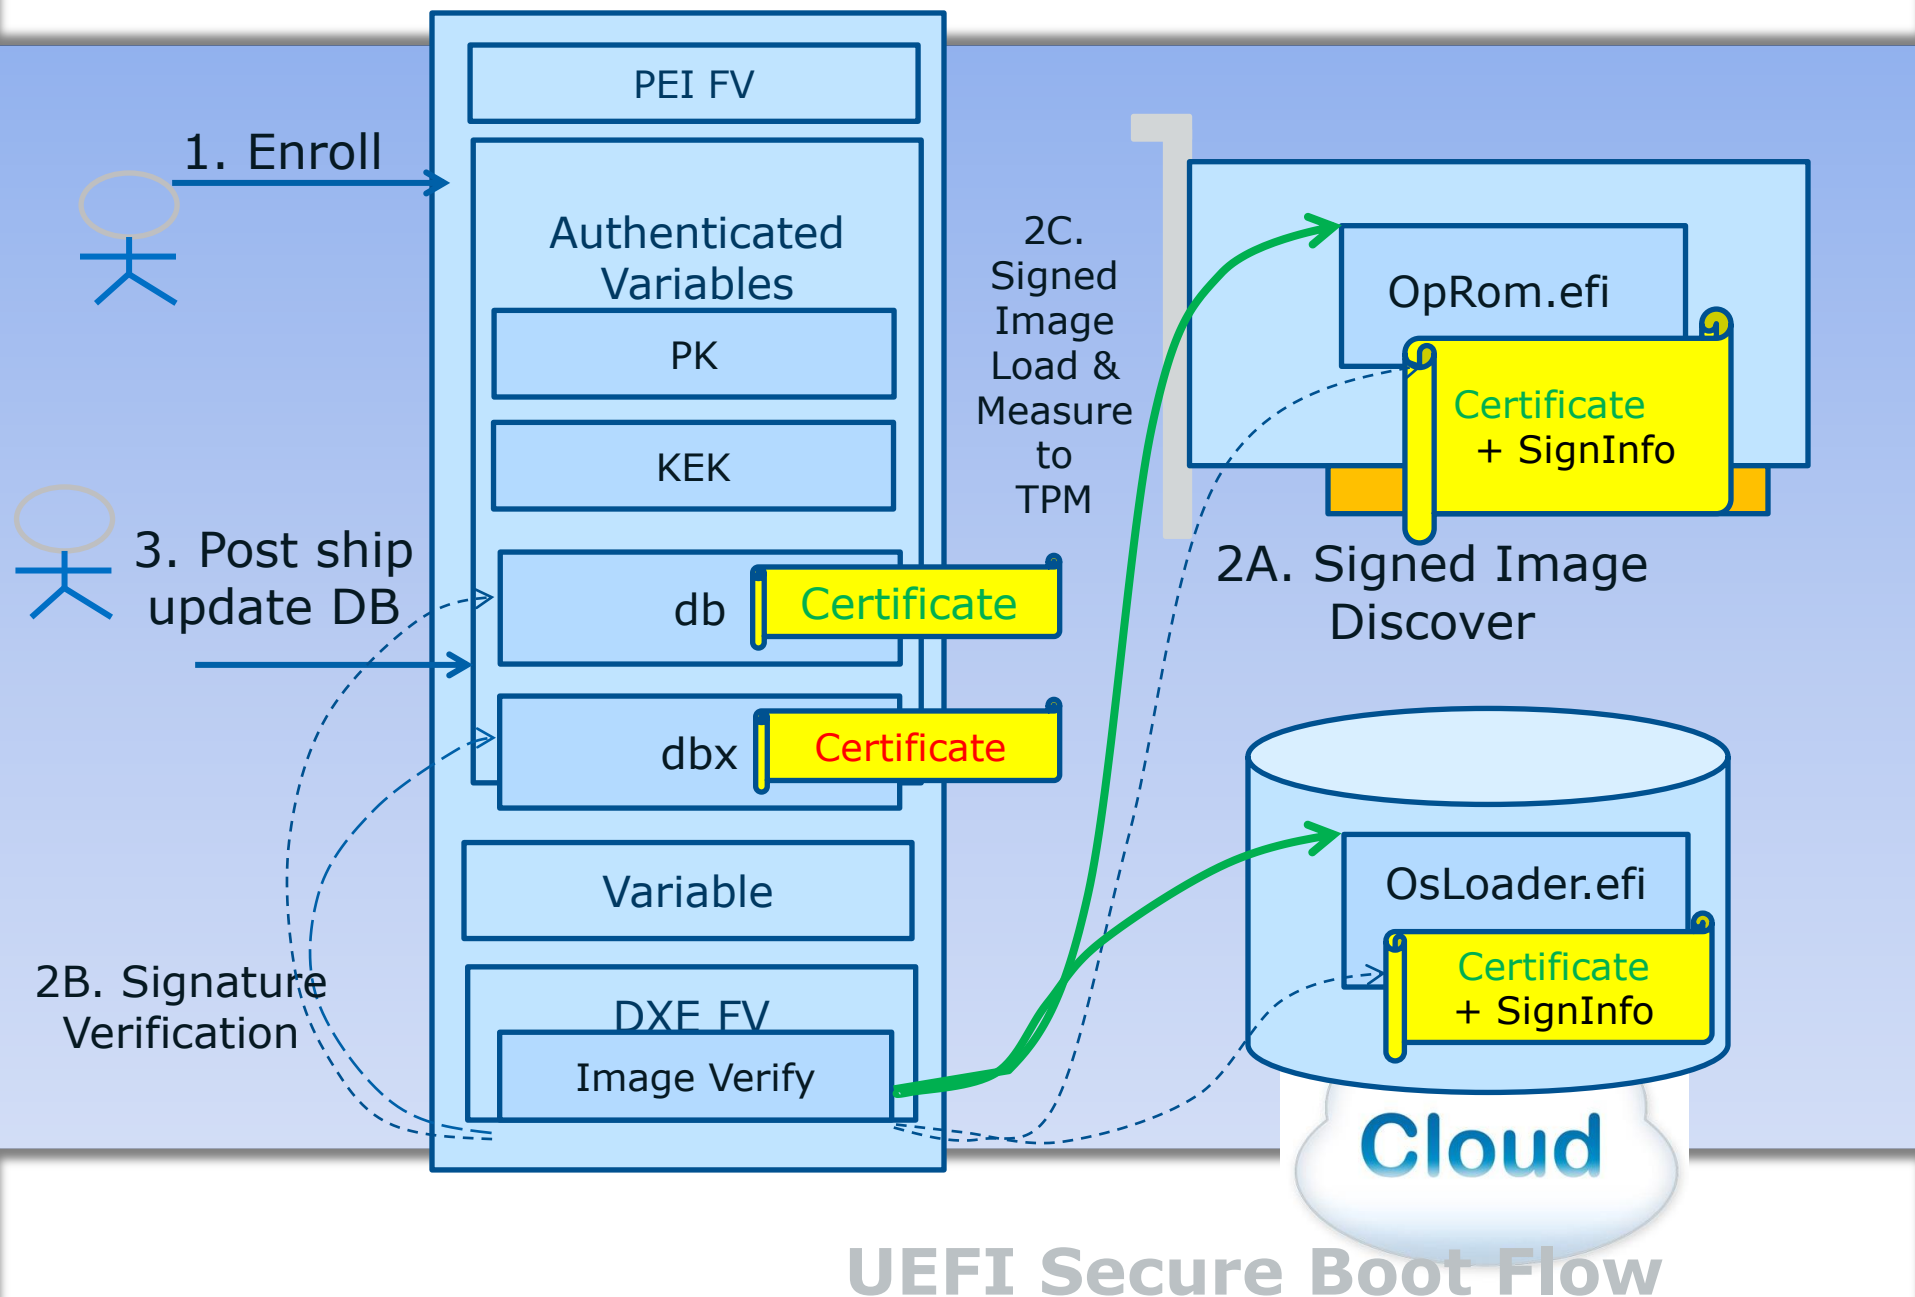 PEI FV
1. Enroll
Authenticated
Variables
PK
KEK
3. Post ship
update DB
db
Certificate
dbx
Certificate
Variable
2B. Signature
Verification
DXE FV
Image Verify
2C.
Signed
Image
Load &
Measure
to
TPM
OpRom.efi
Certificate
+ SignInfo
2A. Signed Image
Discover
OsLoader.efi
Certificate
+ SignInfo
Cloud
UEFI Secure Boot Flow